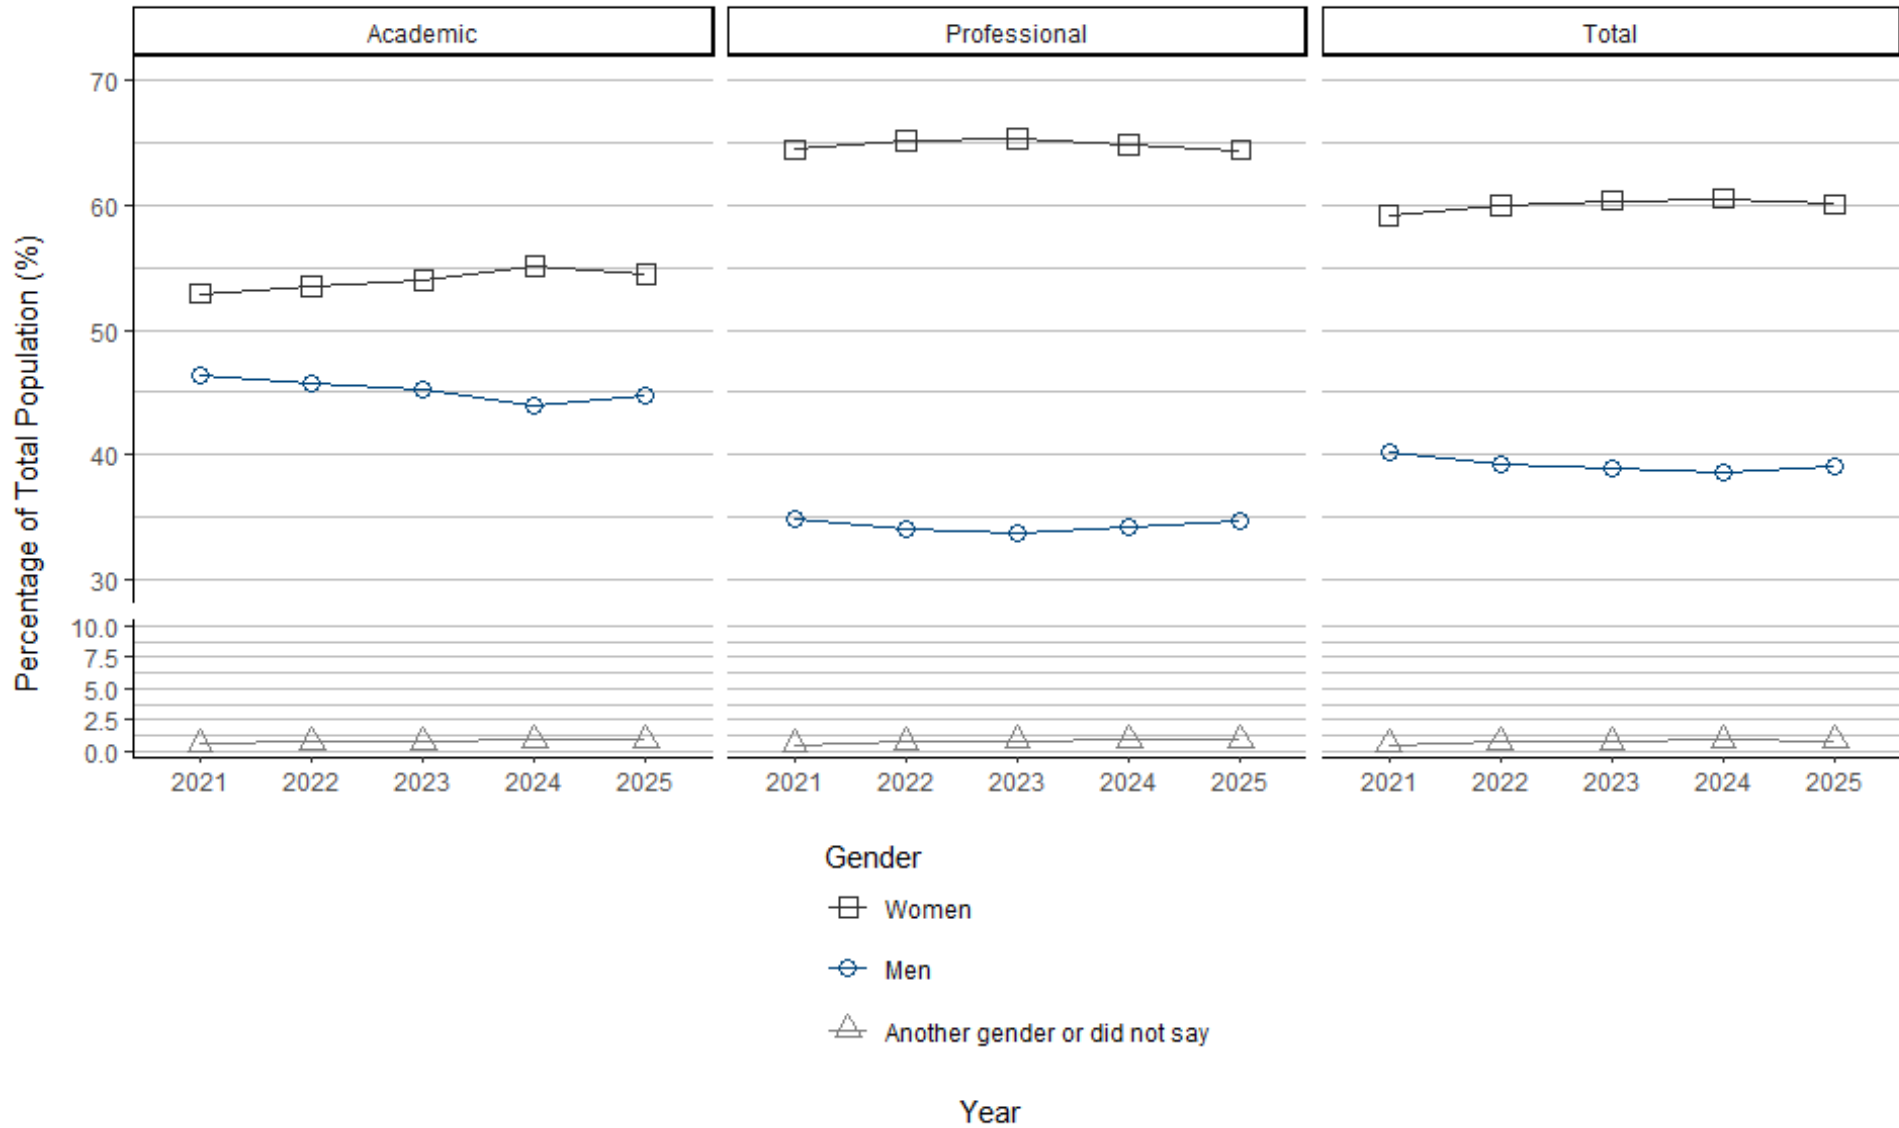 Academic Professional Total
Percentage of Total Population (%)
70
60
50
40
30
10.0
7.5
5.0
2.5
0.0
2021 2022 2023 2024 2025 2021 2022 2023 2024 2025 2021 2022 2023 2024 2025
Gender
Women
Men
Another gender or did not say
Year